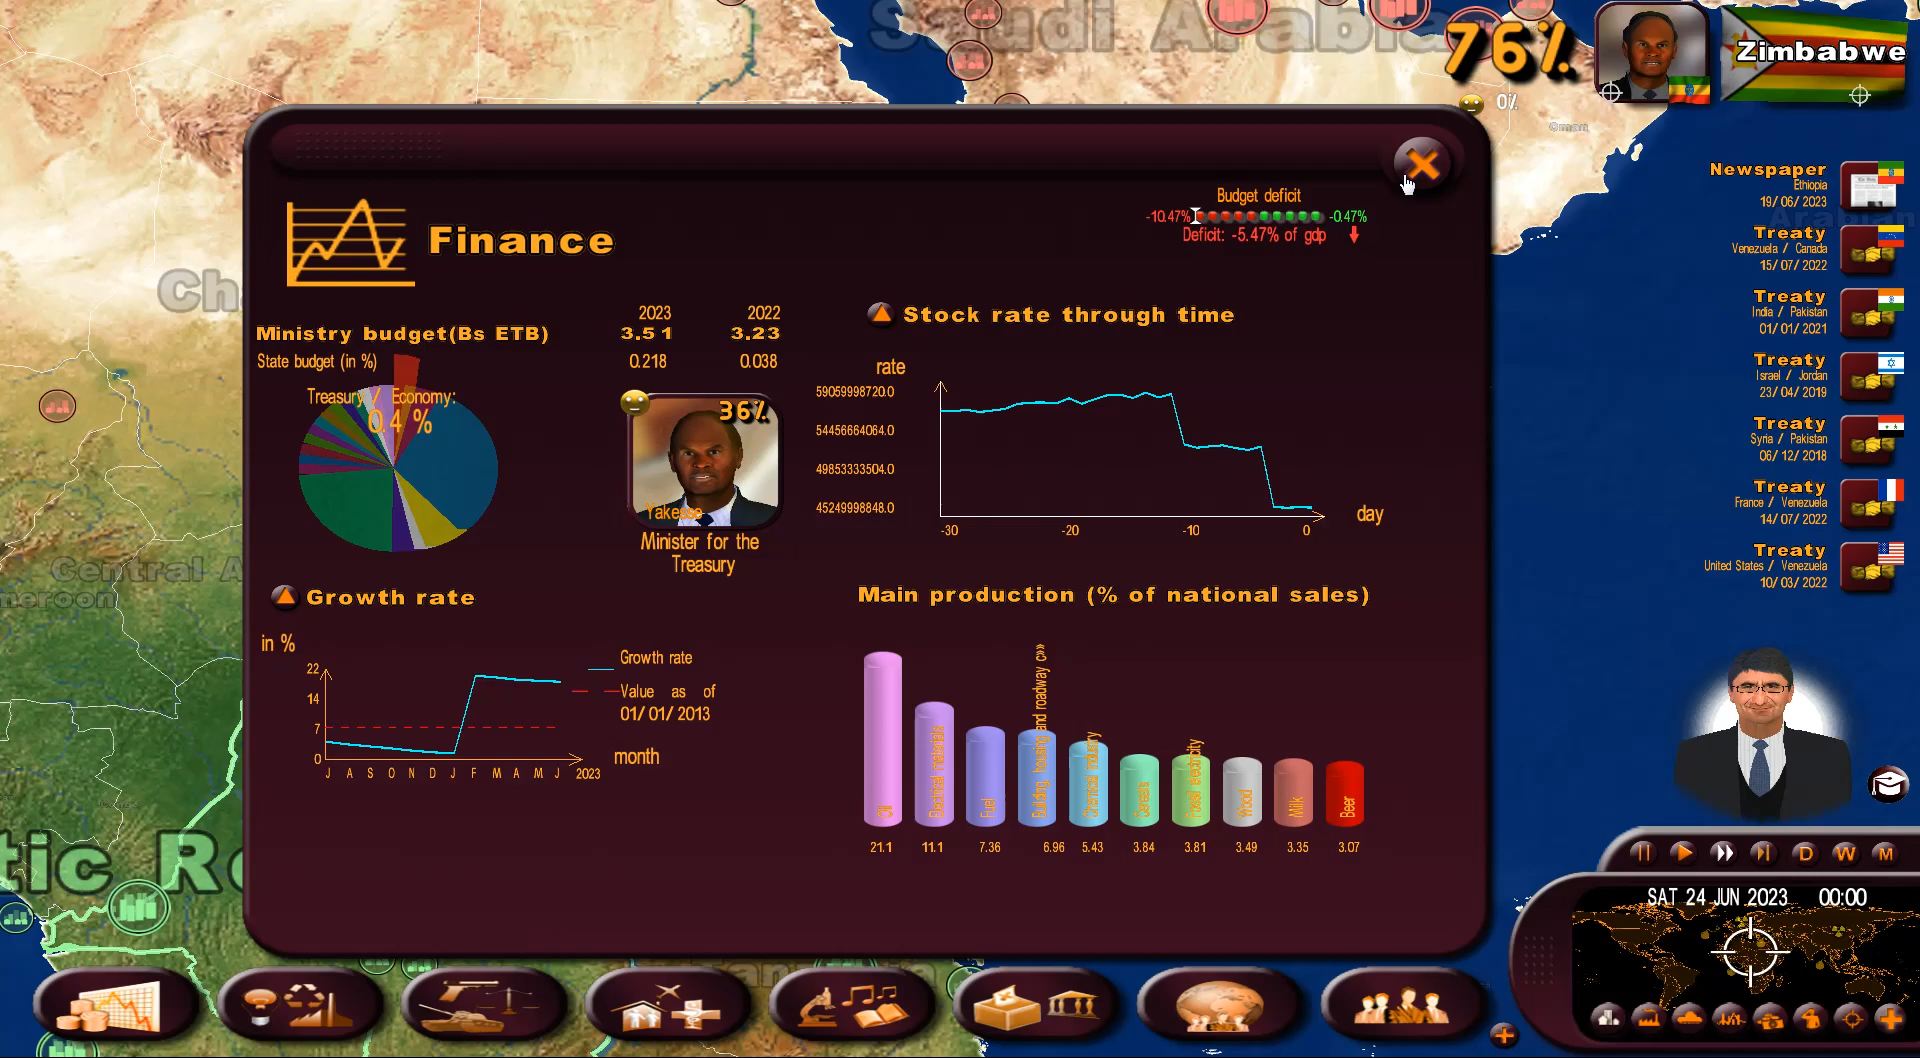 Saudi Arabia
76%
Zimbabwe
0%
Oman
Newspaper
Ethiopia
19/ 06/ 2023
Treaty
Venezuela / Canada
15/ 07/ 2022
Treaty
India / Pakistan
01/ 01/ 2021
Treaty
Israel / Jordan
23/ 04/ 2019
Treaty
Syria / Pakistan
06/ 12/ 2018
Treaty
France / Venezuela
14/ 07/ 2022
Treaty
United States / Venezuela
10/ 03/ 2022
Budget deficit
-10.47%
-0.47%
Deficit: -5.47% of gdp
Finance
2023
2022
Ministry budget(Bs ETB)
3.51
3.23
State budget (in %)
0.218
0.038
Treasury / Economy:
0.4 %
36%
Yakesse
Minister for the
Treasury
Stock rate through time
rate
59059998720.0
54456664064.0
49853333504.0
45249998848.0
-30
-20
-10
0
day
Growth rate
in %
22
14
7
0
J A S O N D J F M A M J
2023
month
Growth rate
Value as of
01/ 01/ 2013
Main production (% of national sales)
Oil
Electrical materials
Fuel
Building, housing and roadway c»»
Chemical industry
Cereals
Fossil electricity
Wood
Milk
Beer
21.1
11.1
7.36
6.96
5.43
3.84
3.81
3.49
3.35
3.07
Ch
Central A
meroon
tic Re
D W M
SAT 24 JUN 2023 00:00